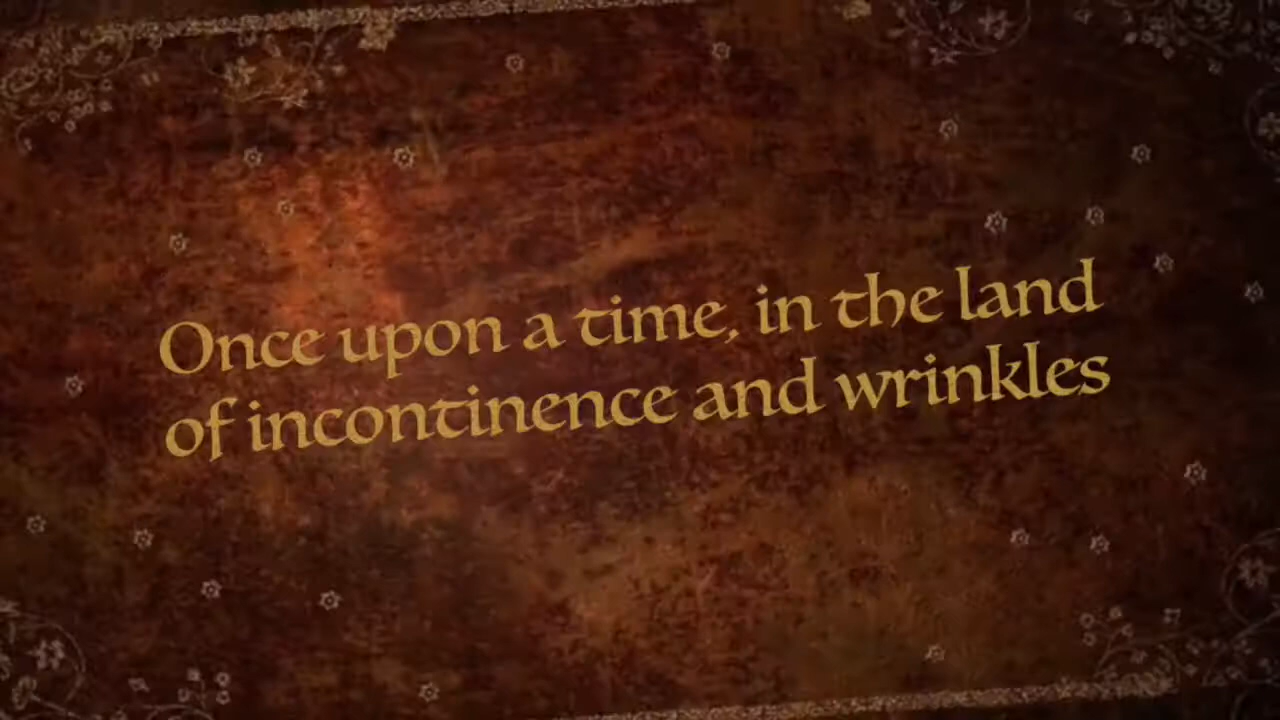 Once upon a time, in the land
of incontinence and wrinkles